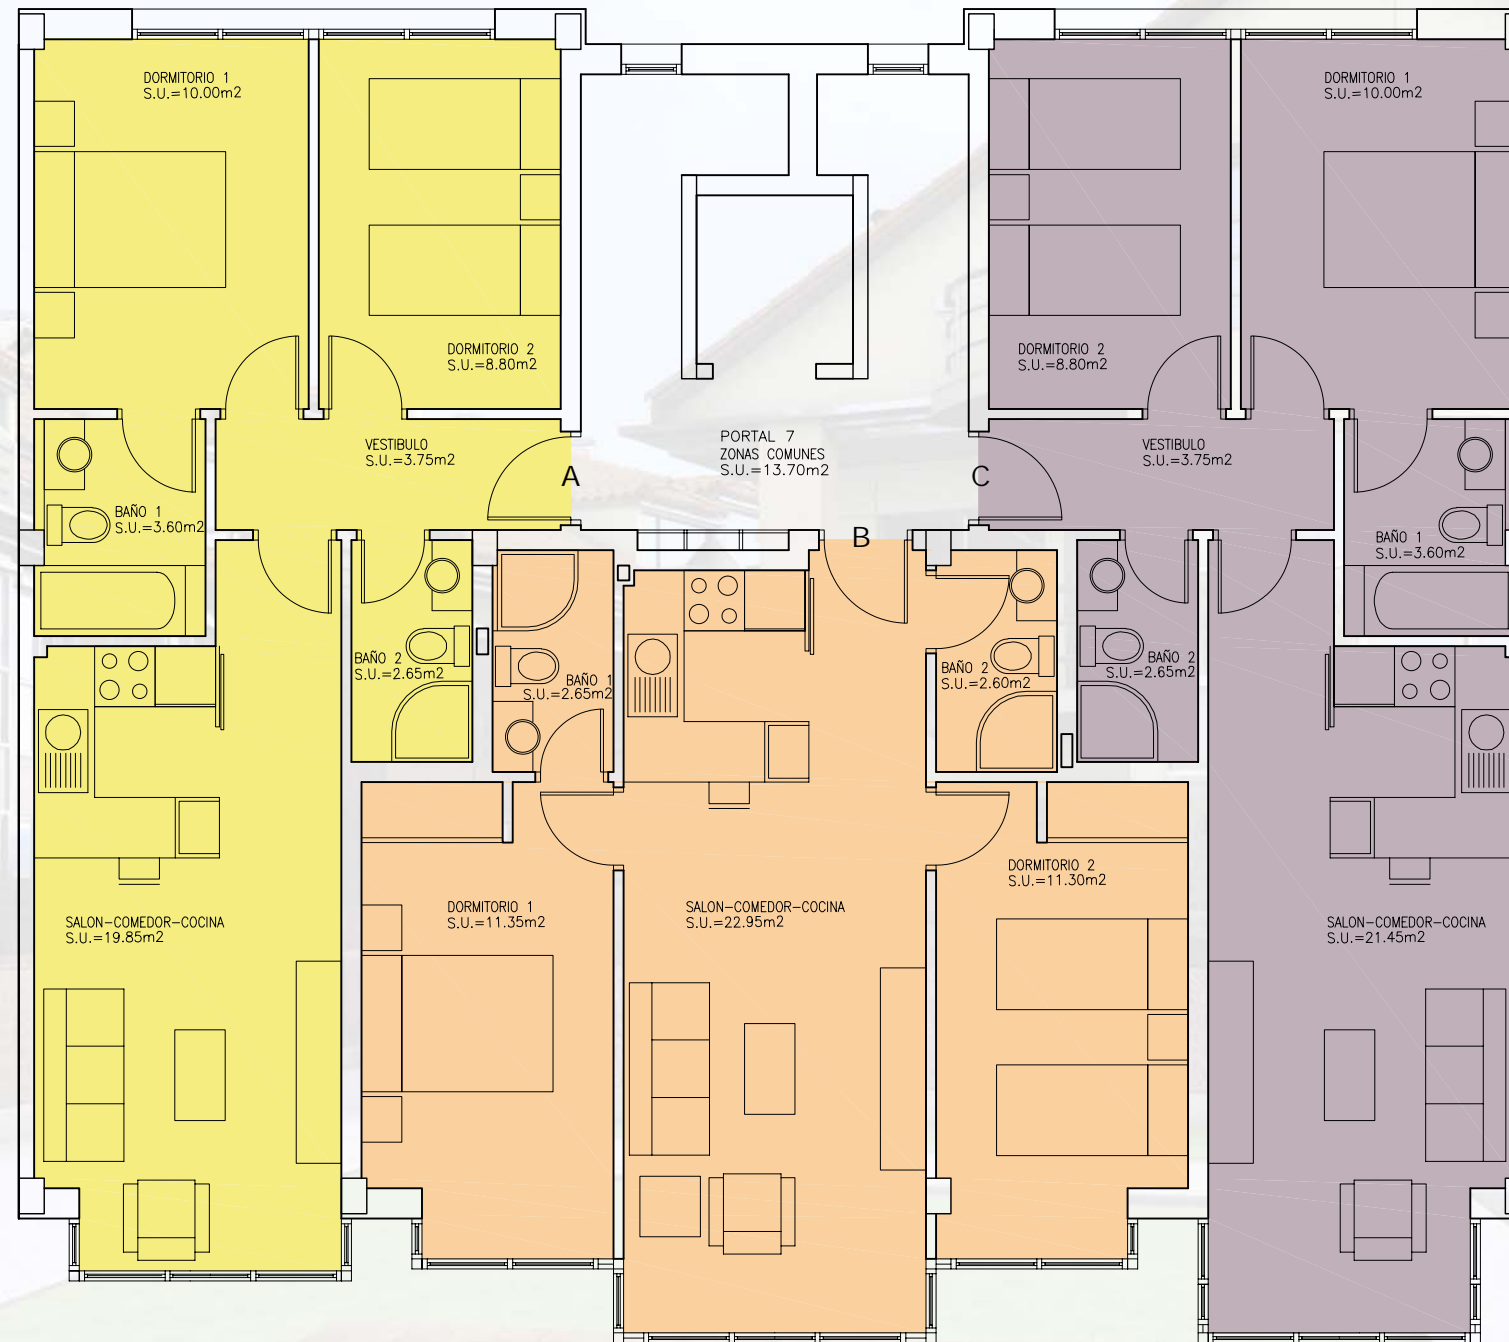 DORMITORIO 1
S.U.=10.00m2
DORMITORIO 1
S.U.=10.00m2
DORMITORIO 2
S.U.=8.80m2
DORMITORIO 2
S.U.=8.80m2
VESTIBULO
S.U.=3.75m2
PORTAL 7
ZONAS COMUNES
S.U.=13.70m2
VESTIBULO
S.U.=3.75m2
A
C
B
BAÑO 1
S.U.=3.60m2
BAÑO 1
S.U.=3.60m2
BAÑO 2
S.U.=2.65m2
BAÑO 1
S.U.=2.65m2
BAÑO 2
S.U.=2.60m2
BAÑO 2
S.U.=2.65m2
DORMITORIO 2
S.U.=11.30m2
SALON-COMEDOR-COCINA
S.U.=19.85m2
DORMITORIO 1
S.U.=11.35m2
SALON-COMEDOR-COCINA
S.U.=22.95m2
SALON-COMEDOR-COCINA
S.U.=21.45m2